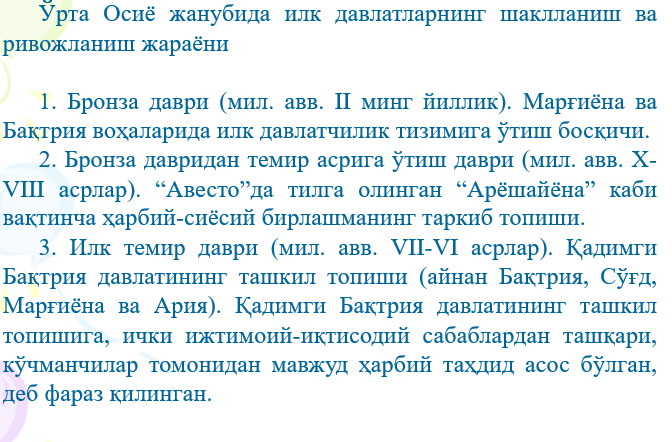 Ўрта Осиё жанубида илк давлатларнинг шаклланиш ва
ривожланиш жараёни
1. Бронза даври (мил. авв. II минг йиллик). Марғиёна ва
Бақтрия воҳаларида илк давлатчилик тизимига ўтиш босқичи.
2. Бронза давридан темир асрига ўтиш даври (мил. авв. X-
VIII асрлар). “Авесто”да тилга олинган “Арёшайёна” каби
вақтинча ҳарбий-сиёсий бирлашманинг таркиб топиши.
3. Илк темир даври (мил. авв. VII-VI асрлар). Қадимги
Бақтрия давлатининг ташкил топиши (айнан Бақтрия, Сўғд,
Марғиёна ва Ария). Қадимги Бақтрия давлатининг ташкил
топишига, ички ижтимоий-иқтисодий сабаблардан ташқари,
кўчманчилар томонидан мавжуд ҳарбий таҳдид асос бўлган,
деб фараз қилинган.